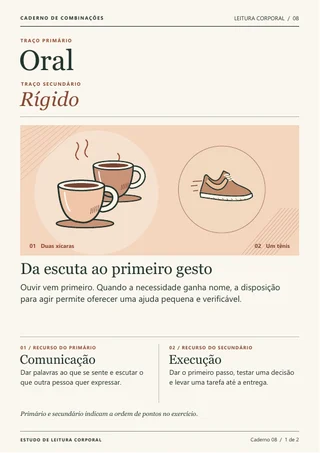 CADERNO DE COMBINAÇÕES
LEITURA CORPORAL / 08
TRAÇO PRIMÁRIO
Oral
TRAÇO SECUNDÁRIO
Rígido
01 Duas xícaras
02 Um tênis
Da escuta ao primeiro gesto
Ouvir vem primeiro. Quando a necessidade ganha nome, a disposição
para agir permite oferecer uma ajuda pequena e verificável.
01 / RECURSO DO PRIMÁRIO
Comunicação
Dar palavras ao que se sente e escutar o
que outra pessoa quer expressar.
02 / RECURSO DO SECUNDÁRIO
Execução
Dar o primeiro passo, testar uma decisão
e levar uma tarefa até a entrega.
Primário e secundário indicam a ordem de pontos no exercício.
ESTUDO DE LEITURA CORPORAL
Caderno 08 / 1 de 2